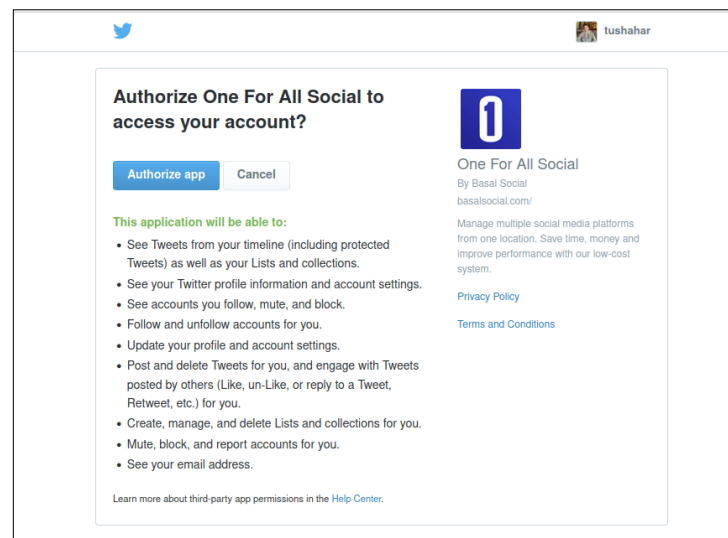 tushahar
Authorize One For All Social to
access your account?
Authorize app
Cancel
This application will be able to:
• See Tweets from your timeline (including protected
Tweets) as well as your Lists and collections.
• See your Twitter profile information and account settings.
• See accounts you follow, mute, and block.
• Follow and unfollow accounts for you.
• Update your profile and account settings.
• Post and delete Tweets for you, and engage with Tweets
posted by others (Like, un-Like, or reply to a Tweet,
Retweet, etc.) for you.
• Create, manage, and delete Lists and collections for you.
• Mute, block, and report accounts for you.
• See your email address.
Learn more about third-party app permissions in the Help Center.
1
One For All Social
By Basal Social
basalsocial.com/
Manage multiple social media platforms
from one location. Save time, money and
improve performance with our low-cost
system.
Privacy Policy
Terms and Conditions